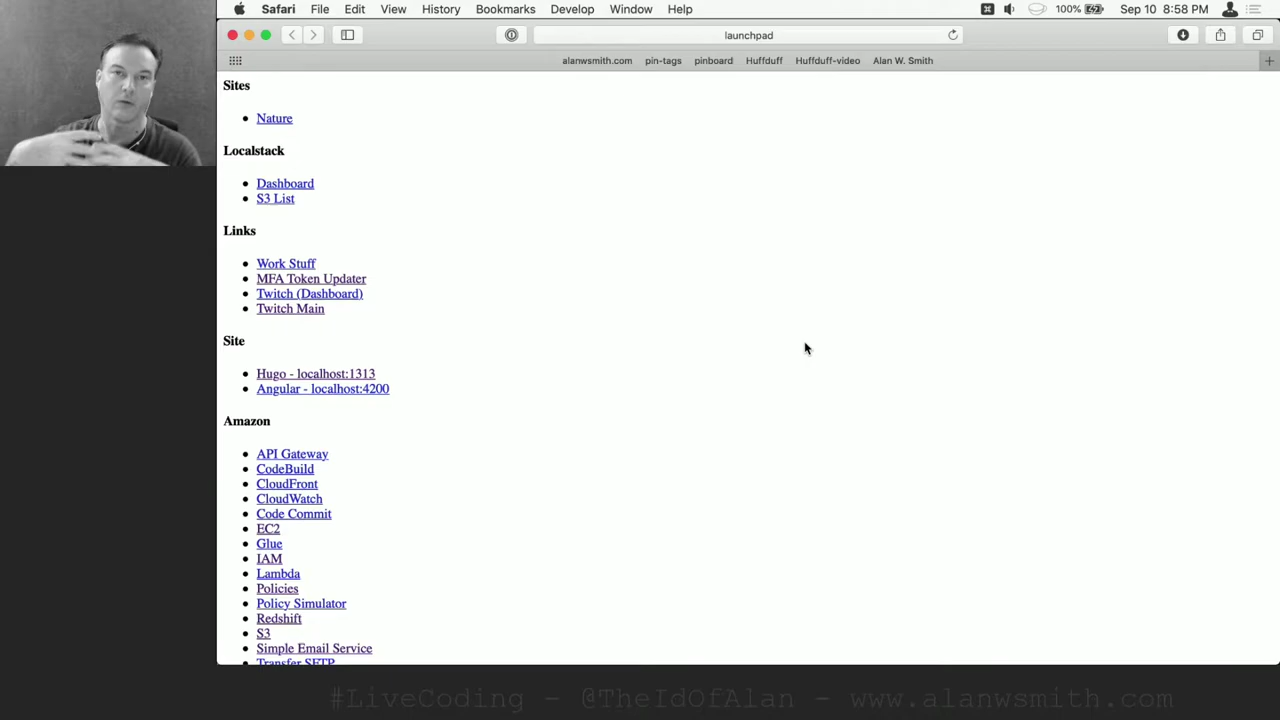 Safari File Edit View History Bookmarks Develop Window Help 100% Sep 10 8:58 PM
launchpad
alanwsmith.com pin-tags pinboard Huffduff Huffduff-video Alan W. Smith
Sites
Nature
Localstack
Dashboard
S3 List
Links
Work Stuff
MFA Token Updater
Twitch (Dashboard)
Twitch Main
Site
Hugo - localhost:1313
Angular - localhost:4200
Amazon
API Gateway
CodeBuild
CloudFront
CloudWatch
Code Commit
EC2
Glue
IAM
Lambda
Policies
Policy Simulator
Redshift
S3
Simple Email Service
Transfer SFTP
#LiveCoding - @TheIdOfAlan - www.alanwsmith.com